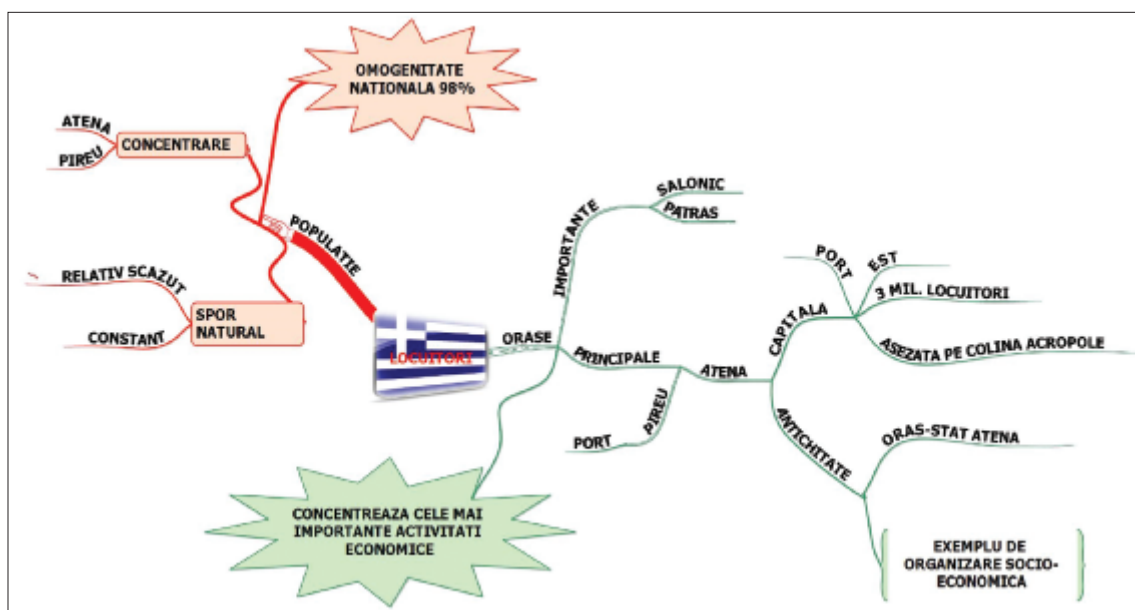 OMOGENITATE
NATIONALA 98%
ATENA
PIREU
CONCENTRARE
POPULATIE
RELATIV SCAZUT
CONSTANT
SPOR
NATURAL
LOCUITORI
ORASE
IMPORTANTE
SALONIC
PATRAS
PRINCIPALE
PIREU
PORT
ATENA
CAPITALA
PORT
EST
3 MIL. LOCUITORI
ASEZATA PE COLINA ACROPOLE
ANTICHITATE
ORAS-STAT ATENA
EXEMPLU DE
ORGANIZARE SOCIO-
ECONOMICA
CONCENTREAZA CELE MAI
IMPORTANTE ACTIVITATI
ECONOMICE